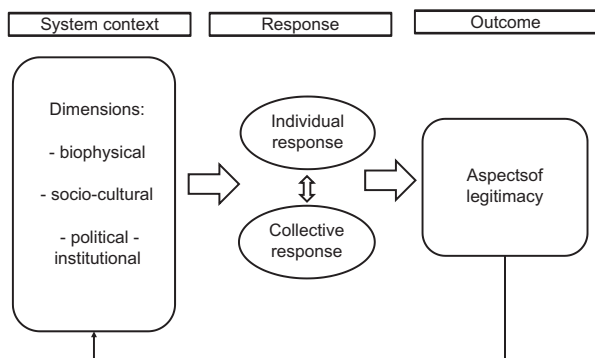 System context
Response
Outcome
Dimensions:
- biophysical
- socio-cultural
- political -
institutional
Individual
response
Collective
response
Aspectsof
legitimacy